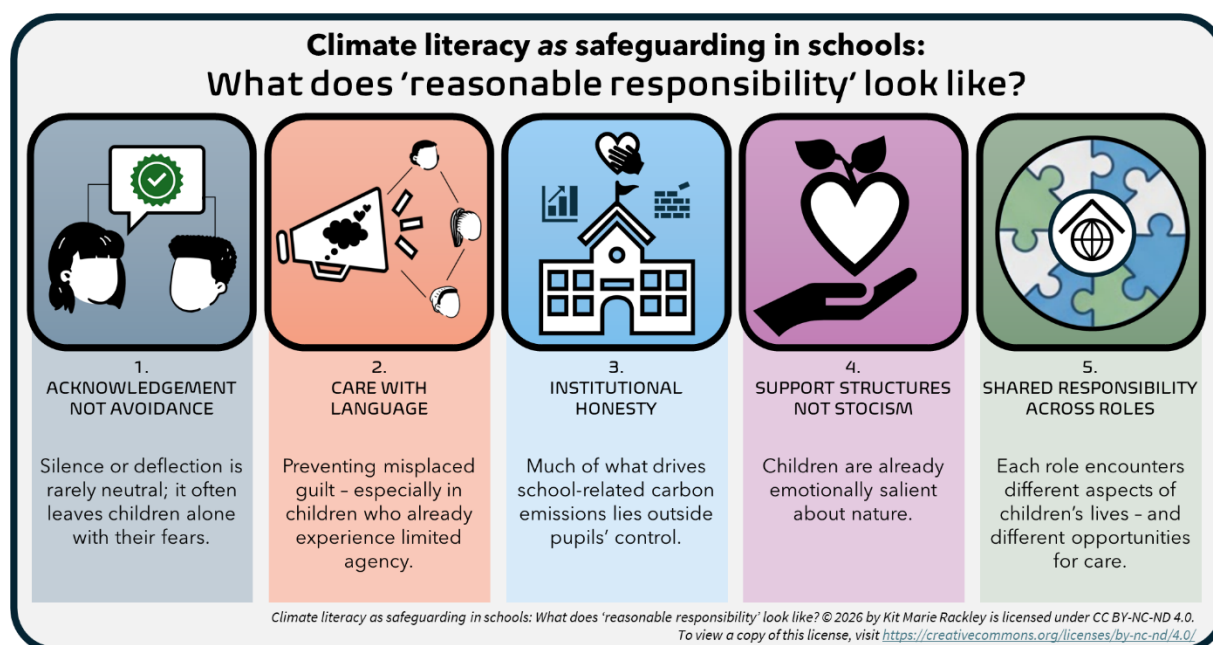 Climate literacy as safeguarding in schools:
What does ‘reasonable responsibility’ look like?
1.
ACKNOWLEDGEMENT
NOT AVOIDANCE
Silence or deflection is
rarely neutral; it often
leaves children alone
with their fears.
2.
CARE WITH
LANGUAGE
Preventing misplaced
guilt – especially in
children who already
experience limited
agency.
3.
INSTITUTIONAL
HONESTY
Much of what drives
school-related carbon
emissions lies outside
pupils’ control.
4.
SUPPORT STRUCTURES
NOT STOCISM
Children are already
emotionally salient
about nature.
5.
SHARED RESPONSIBILITY
ACROSS ROLES
Each role encounters
different aspects of
children’s lives – and
different opportunities
for care.
Climate literacy as safeguarding in schools: What does ‘reasonable responsibility’ look like? © 2026 by Kit Marie Rackley is licensed under CC BY-NC-ND 4.0.
To view a copy of this license, visit https://creativecommons.org/licenses/by-nc-nd/4.0/